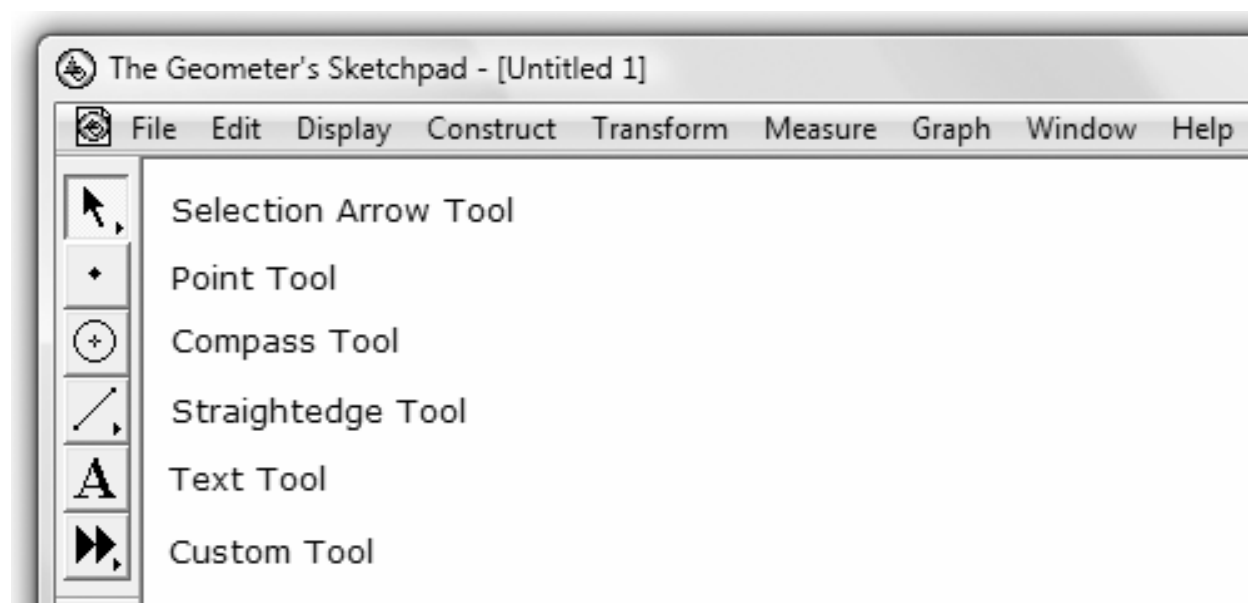 The Geometer's Sketchpad - [Untitled 1]
File Edit Display Construct Transform Measure Graph Window Help
Selection Arrow Tool
Point Tool
Compass Tool
Straightedge Tool
A Text Tool
Custom Tool